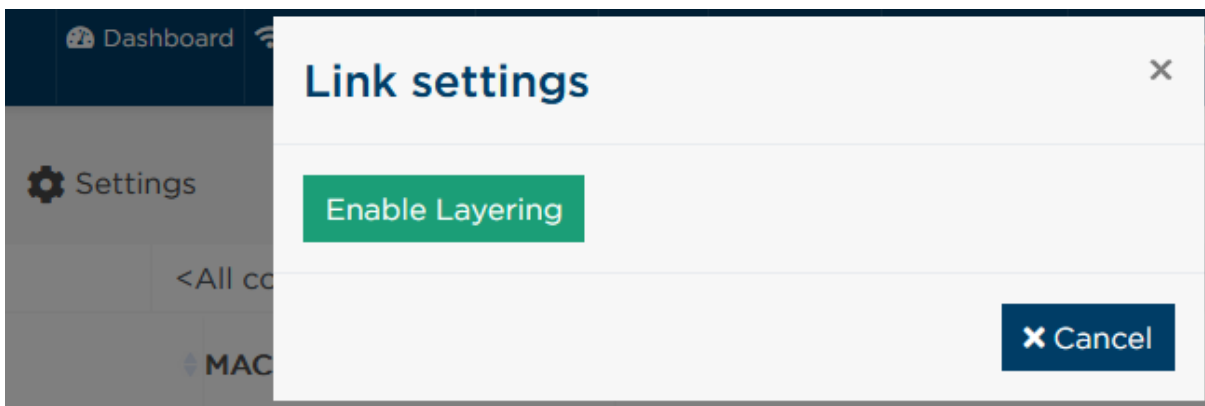 Dashboard
Link settings
×
Settings
Enable Layering
<All co
Cancel
MAC